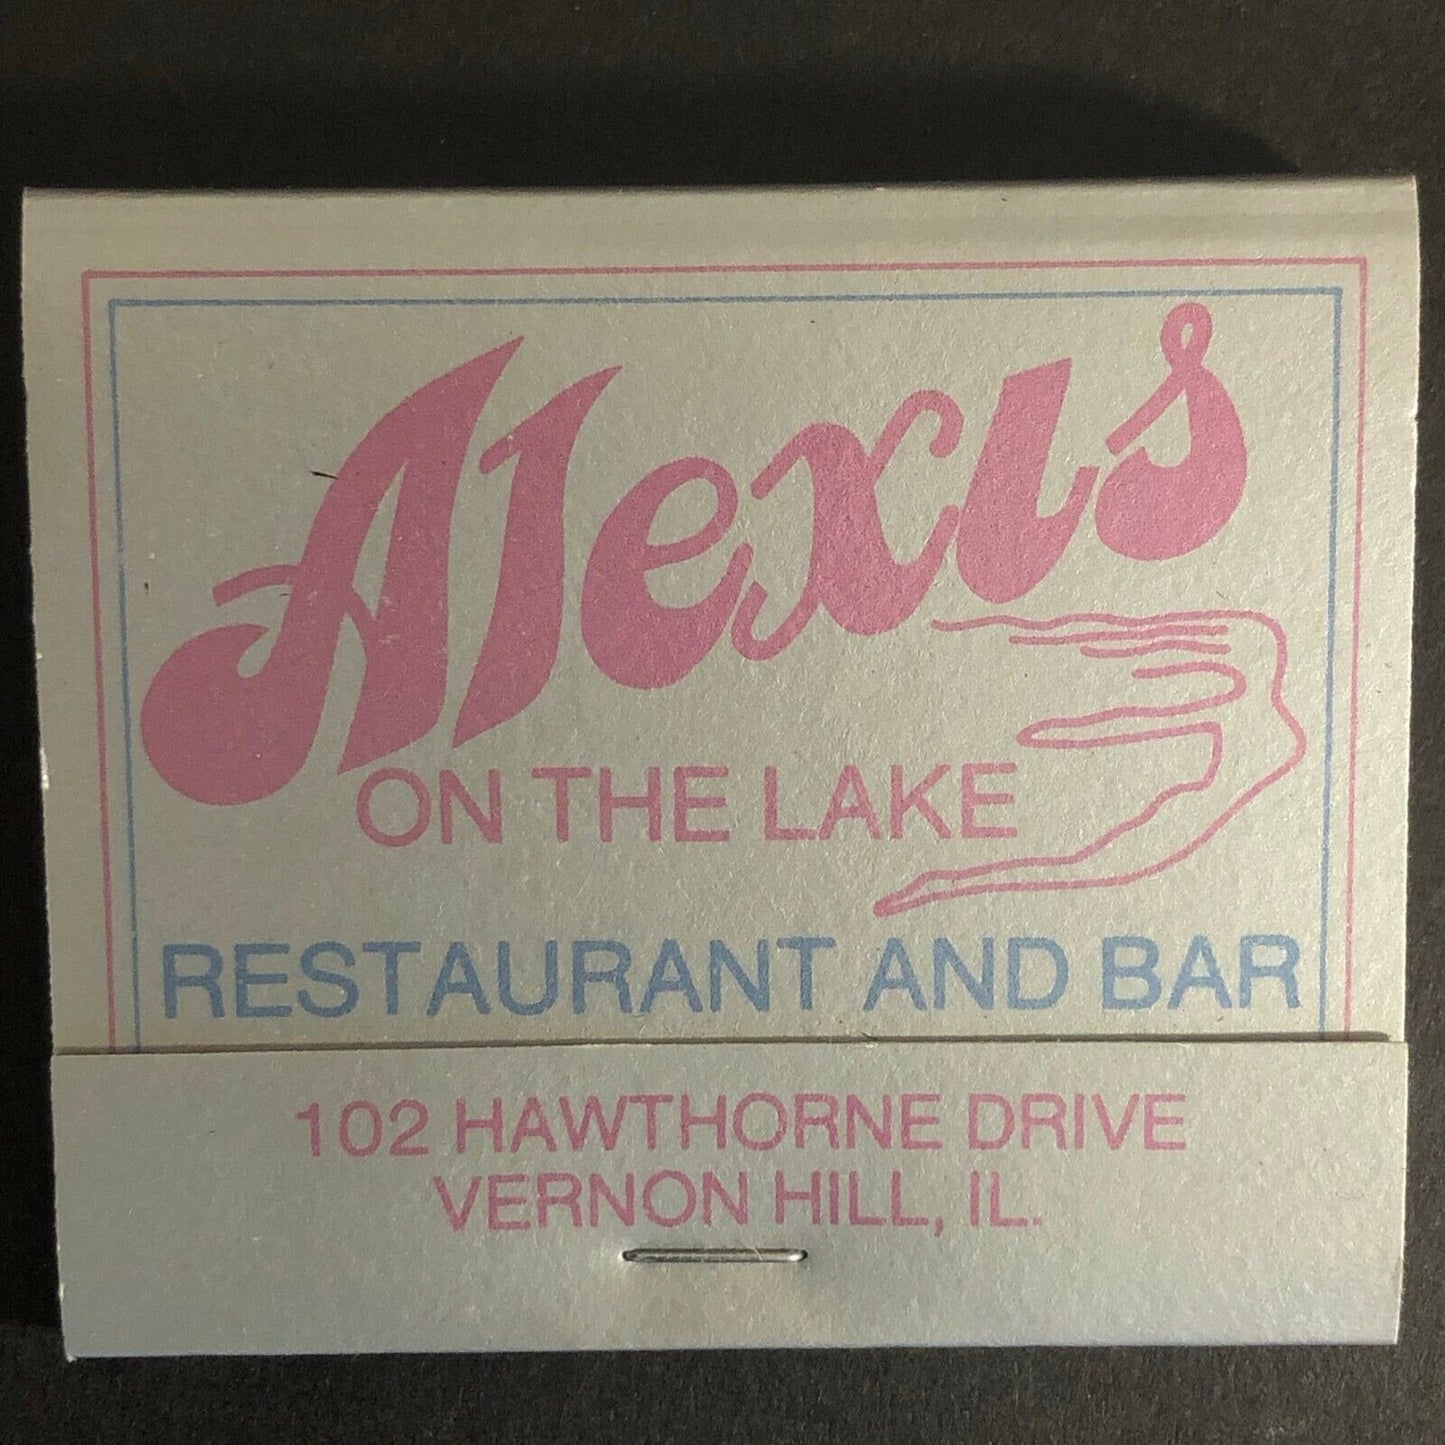 Alexis
ON THE LAKE
RESTAURANT AND BAR
102 HAWTHORNE DRIVE
VERNON HILL, IL.